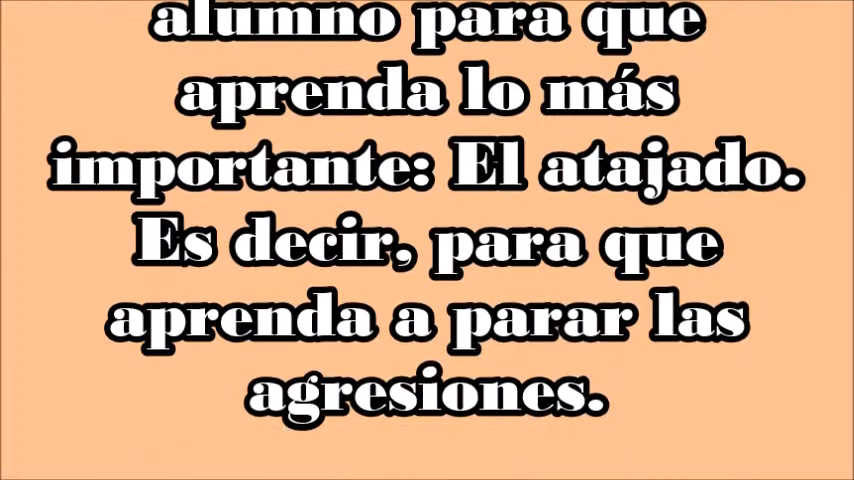 alumno para que
aprenda lo más
importante: El atajado.
Es decir, para que
aprenda a parar las
agresiones.